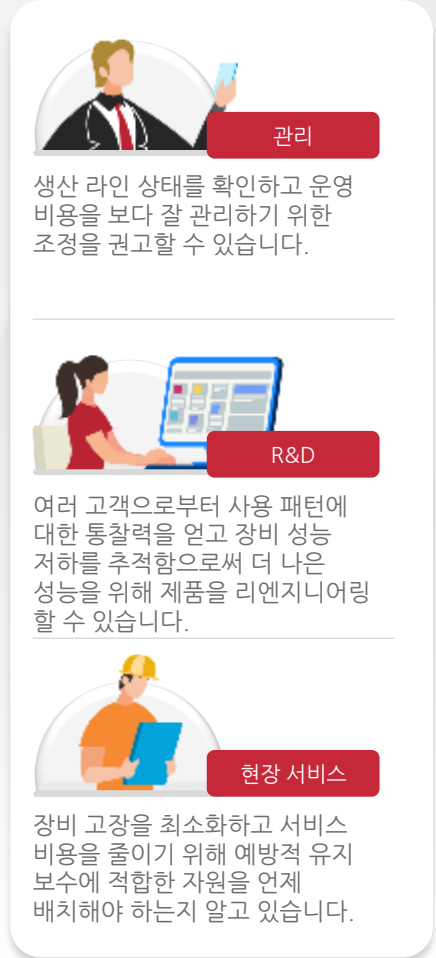 관리
생산 라인 상태를 확인하고 운영
비용을 보다 잘 관리하기 위한
조정을 권고할 수 있습니다.
R&D
여러 고객으로부터 사용 패턴에
대한 통찰력을 얻고 장비 성능
저하를 추적함으로써 더 나은
성능을 위해 제품을 리엔지니어링
할 수 있습니다.
현장 서비스
장비 고장을 최소화하고 서비스
비용을 줄이기 위해 예방적 유지
보수에 적합한 자원을 언제
배치해야 하는지 알고 있습니다.